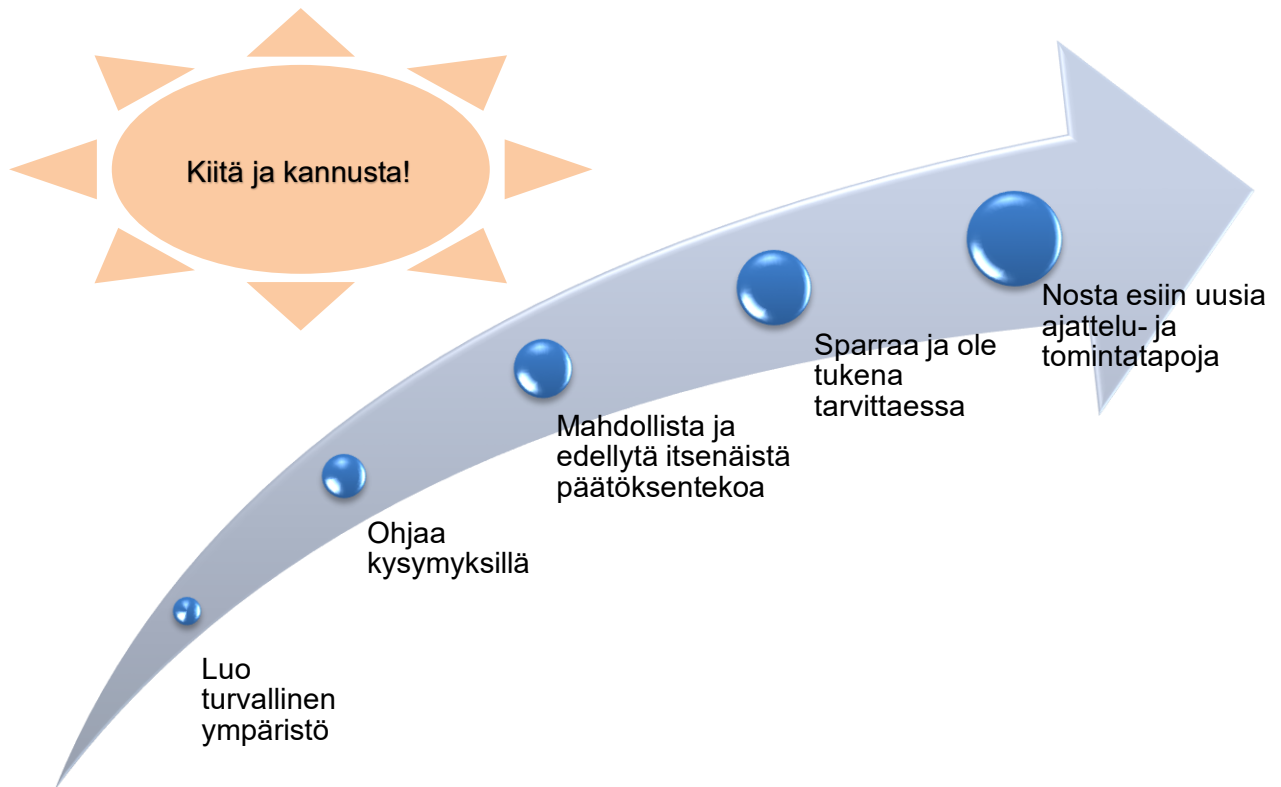 Kiitä ja kannusta!
Nosta esiin uusia
ajattelu- ja
tomintatapoja
Sparraa ja ole
tukena
tarvittaessa
Mahdollista ja
edellytä itsenäistä
päätöksentekoa
Ohjaa
kysymyksillä
Luo
turvallinen
ympäristö